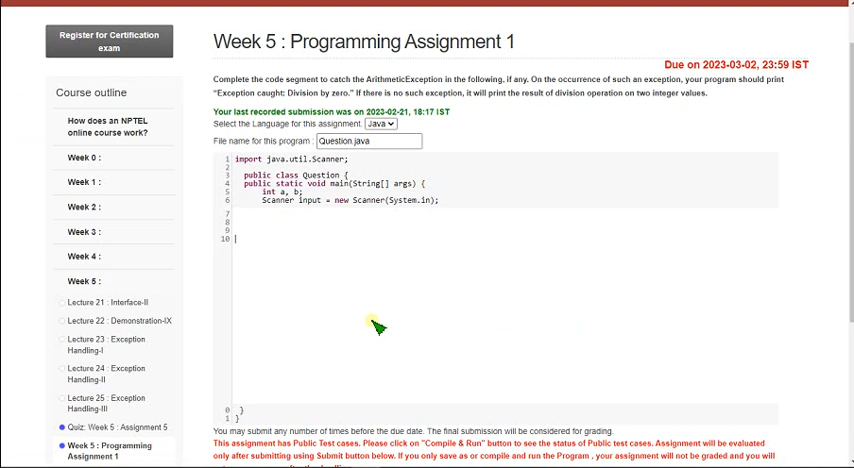 Register for Certification
exam
Course outline
How does an NPTEL
online course work?
Week 0 :
Week 1 :
Week 2 :
Week 3 :
Week 4 :
Week 5 :
Lecture 21 : Interface-II
Lecture 22 : Demonstration-IX
Lecture 23 : Exception
Handling-I
Lecture 24 : Exception
Handling-II
Lecture 25 : Exception
Handling-III
Quiz: Week 5 : Assignment 5
Week 5 : Programming
Assignment 1
Week 5 : Programming Assignment 1
Due on 2023-03-02, 23:59 IST
Complete the code segment to catch the ArithmeticException in the following, if any. On the occurrence of such an exception, your program should print
“Exception caught: Division by zero.” If there is no such exception, it will print the result of division operation on two integer values.
Your last recorded submission was on 2023-02-21, 18:17 IST
Select the Language for this assignment. Java
File name for this program : Question.java
1 import java.util.Scanner;
2
3 public class Question {
4 public static void main(String[] args) {
5 int a, b;
6 Scanner input = new Scanner(System.in);
7
8
9
10
0 }
1 }
You may submit any number of times before the due date. The final submission will be considered for grading.
This assignment has Public Test cases. Please click on "Compile & Run" button to see the status of Public test cases. Assignment will be evaluated
only after submitting using Submit button below. If you only save as or compile and run the Program , your assignment will not be graded and you will